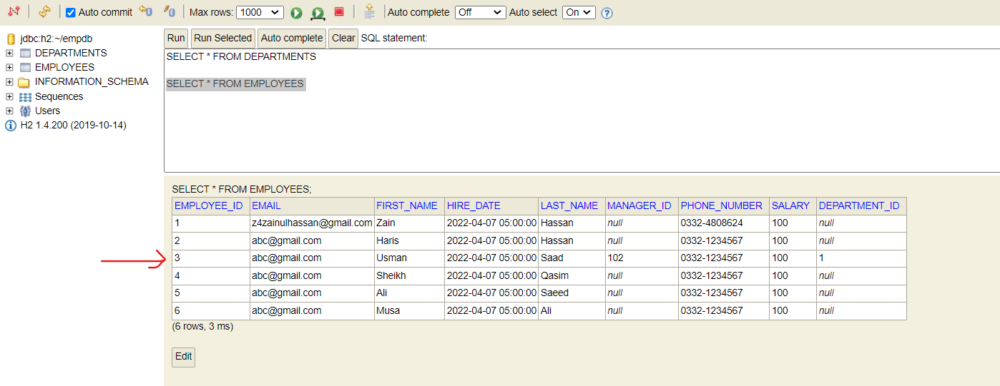 Auto commit Max rows: 1000 Auto complete Off Auto select On
jdbc:h2:~/empdb
DEPARTMENTS
EMPLOYEES
INFORMATION_SCHEMA
Sequences
Users
H2 1.4.200 (2019-10-14)
Run Run Selected Auto complete Clear SQL statement:
SELECT * FROM DEPARTMENTS
SELECT * FROM EMPLOYEES
SELECT * FROM EMPLOYEES;
EMPLOYEE_ID EMAIL FIRST_NAME HIRE_DATE LAST_NAME MANAGER_ID PHONE_NUMBER SALARY DEPARTMENT_ID
1 z4zainulhassan@gmail.com Zain 2022-04-07 05:00:00 Hassan null 0332-4808624 100 null
2 abc@gmail.com Haris 2022-04-07 05:00:00 Hassan null 0332-1234567 100 null
3 abc@gmail.com Usman 2022-04-07 05:00:00 Saad 102 0332-1234567 100 1
4 abc@gmail.com Sheikh 2022-04-07 05:00:00 Qasim null 0332-1234567 100 null
5 abc@gmail.com Ali 2022-04-07 05:00:00 Saeed null 0332-1234567 100 null
6 abc@gmail.com Musa 2022-04-07 05:00:00 Ali null 0332-1234567 100 null
(6 rows, 3 ms)
Edit